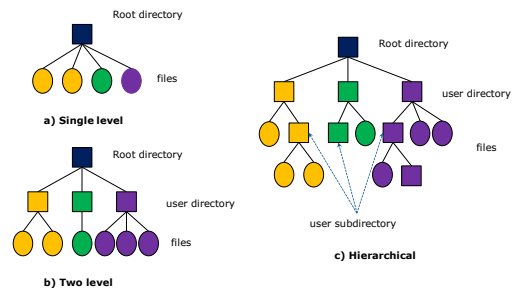 Root directory
files
a) Single level
Root directory
user directory
files
b) Two level
Root directory
user directory
files
user subdirectory
c) Hierarchical